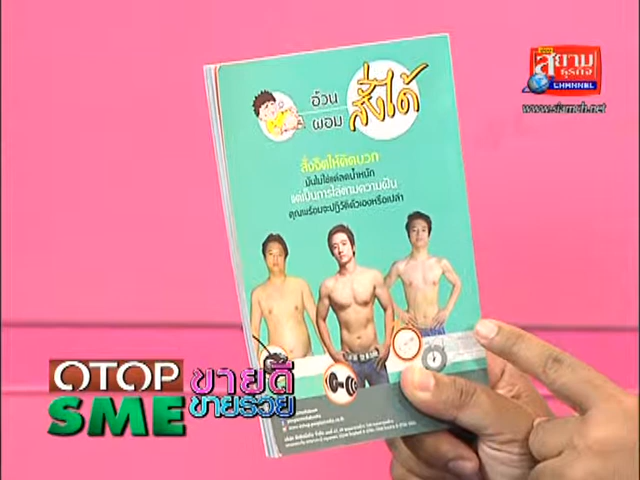 สยาม
ธุรกิจ
CHANNEL
www.siamch.net
อ้วน
ผอม
สั่งได้
สั่งจิตให้คิดบวก
มันไม่ใช่แค่ลดน้ำหนัก
แต่เป็นการไล่ตามความฝัน
คุณพร้อมจะปฏิวัติตัวเองหรือเปล่า
OTOP
SME
ขายดี
ขายรวย